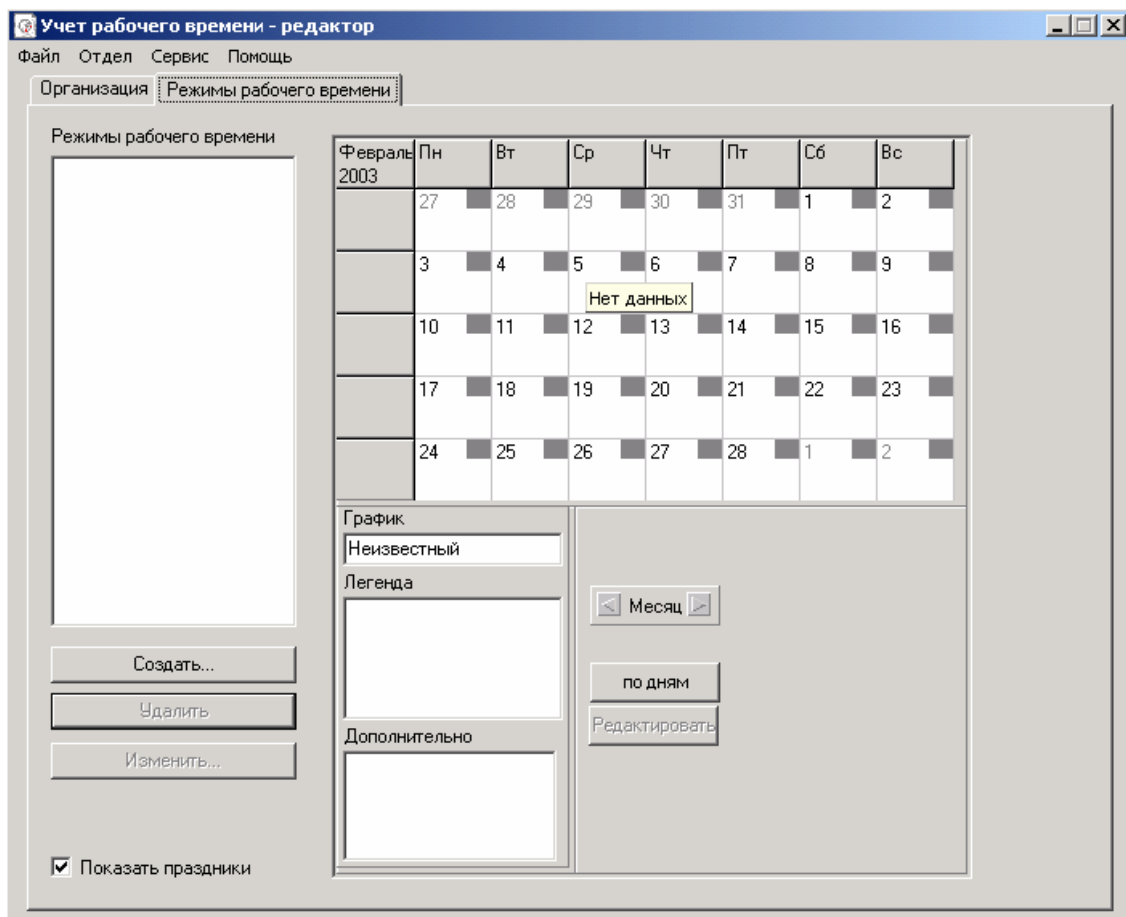 Учет рабочего времени - редактор
Файл Отдел Сервис Помощь
Организация Режимы рабочего времени
Режимы рабочего времени
Февраль 2003 Пн Вт Ср Чт Пт Сб Вс
27 28 29 30 31 1 2
3 4 5 6 7 8 9
Нет данных
10 11 12 13 14 15 16
17 18 19 20 21 22 23
24 25 26 27 28 1 2
График
Неизвестный
Легенда
< Месяц >
Создать...
по дням
Удалить
Редактировать
Дополнительно
Изменить...
Показать праздники